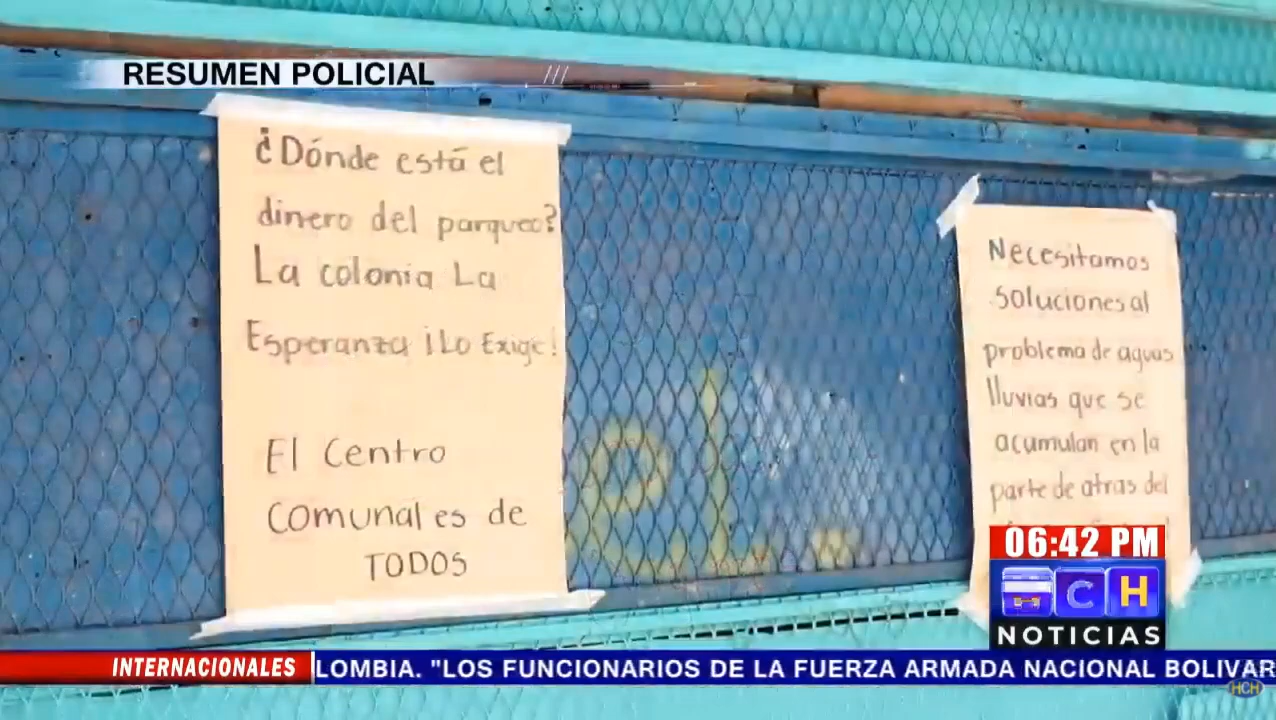 RESUMEN POLICIAL
¿Dónde está el
dinero del parqueo?
La colonia La
Esperanza ¡Lo Exige!
El Centro
Comunal es de
TODOS
Necesitamos
soluciones al
problema de aguas
lluvias que se
acumulan en la
parte de atras del
06:42 PM
HCH
NOTICIAS
INTERNACIONALES
LOMBIA. "LOS FUNCIONARIOS DE LA FUERZA ARMADA NACIONAL BOLIVAR
HCH